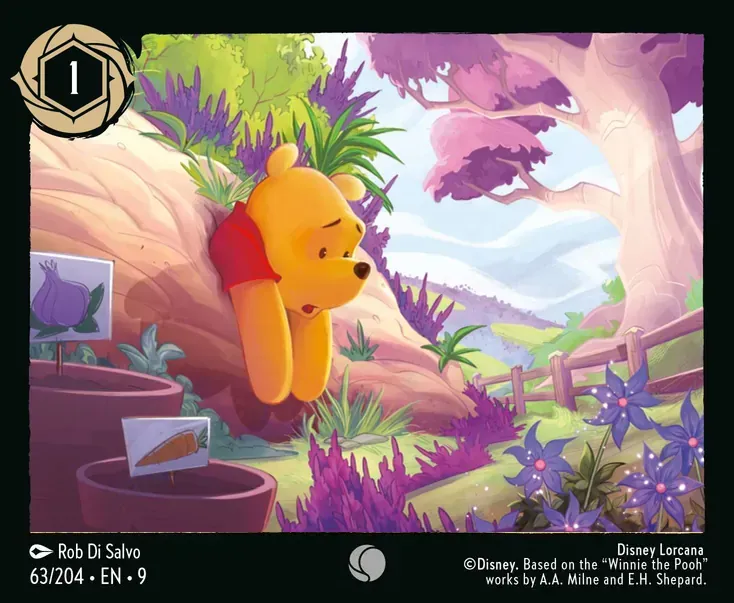 1
Rob Di Salvo
63/204 • EN • 9
Disney Lorcana
©Disney. Based on the “Winnie the Pooh”
works by A.A. Milne and E.H. Shepard.